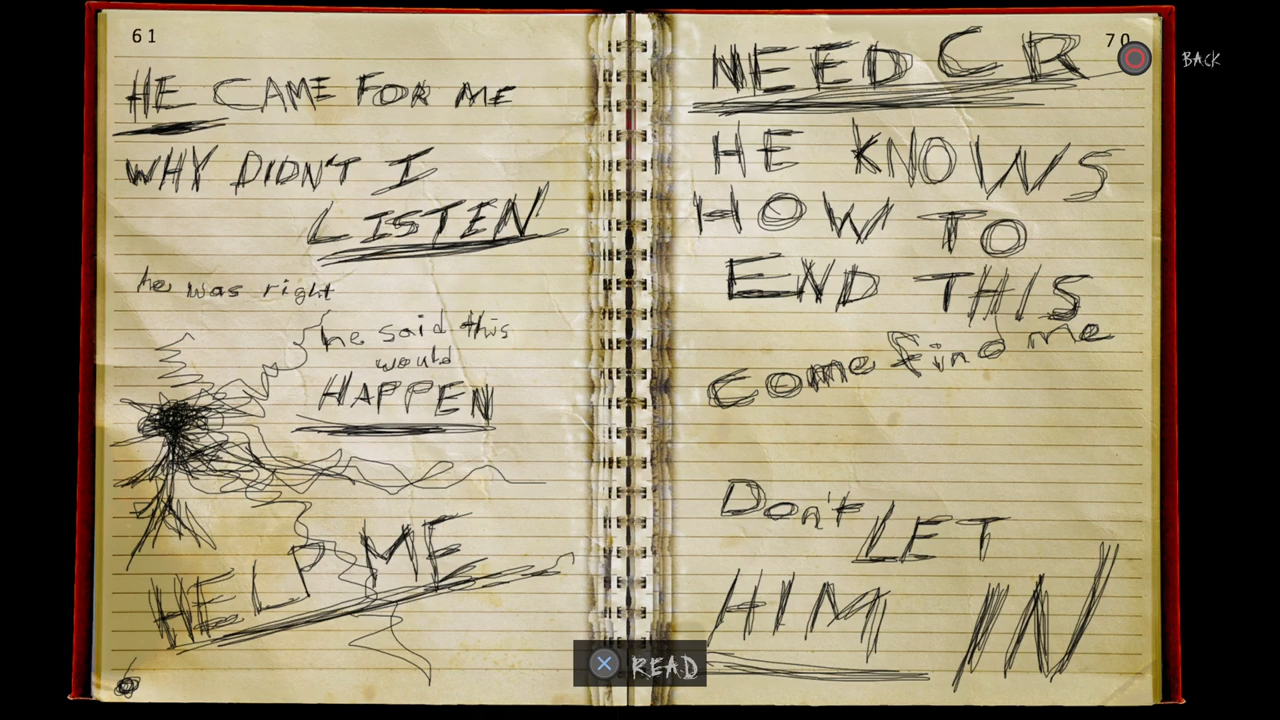 61
HE CAME FOR ME
WHY DIDN'T I
LISTEN
he was right
he said this
would
HAPPEN
HELP ME
70
NEED CR
HE KNOWS
HOW TO
END THIS
come find me
Don't LET
HIM IN
BACK
READ